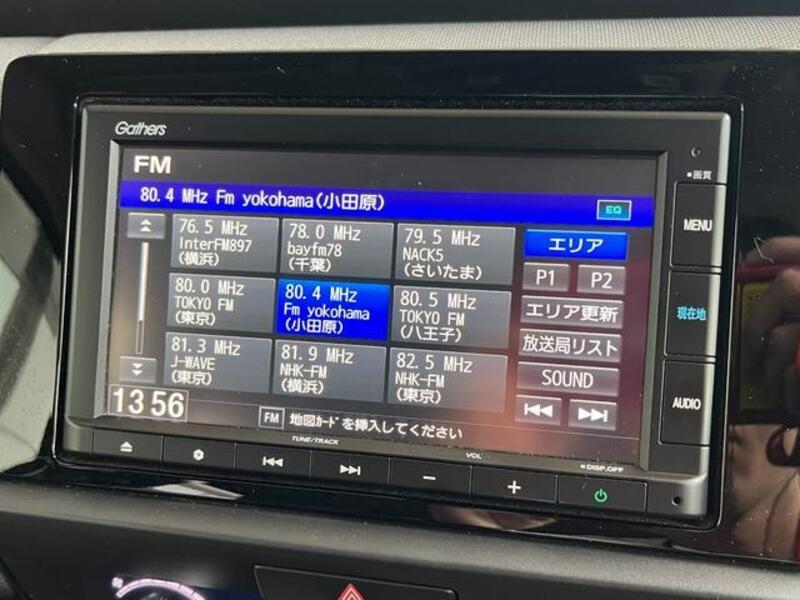 Gathers
FM
80.4 MHz Fm yokohama(小田原)
EQ
■画質
76.5 MHz
InterFM897
(横浜)
78.0 MHz
bayfm78
(千葉)
79.5 MHz
NACK5
(さいたま)
エリア
P1
P2
80.0 MHz
TOKYO FM
(東京)
80.4 MHz
Fm yokohama
(小田原)
80.5 MHz
TOKYO FM
(八王子)
エリア更新
放送局リスト
81.3 MHz
J-WAVE
(東京)
81.9 MHz
NHK-FM
(横浜)
82.5 MHz
NHK-FM
(東京)
SOUND
13 56
FM 地図ｶｰﾄﾞを挿入してください
MENU
現在地
AUDIO
TUNE/TRACK
VOL
■DISP.OFF
− +